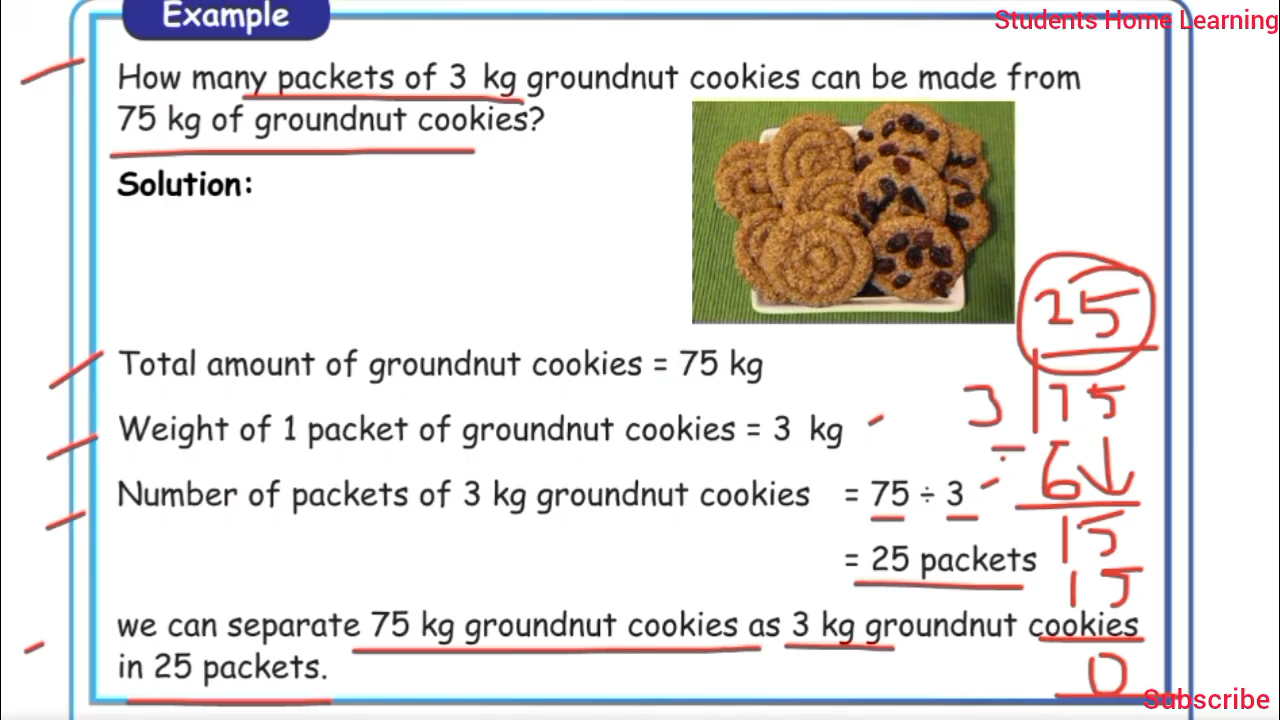 Example
Students Home Learning
How many packets of 3 kg groundnut cookies can be made from
75 kg of groundnut cookies?
Solution:
Total amount of groundnut cookies = 75 kg
Weight of 1 packet of groundnut cookies = 3 kg
Number of packets of 3 kg groundnut cookies = 75 ÷ 3
= 25 packets
we can separate 75 kg groundnut cookies as 3 kg groundnut cookies
in 25 packets.
25
3 75
- 6
15
15
0
Subscribe